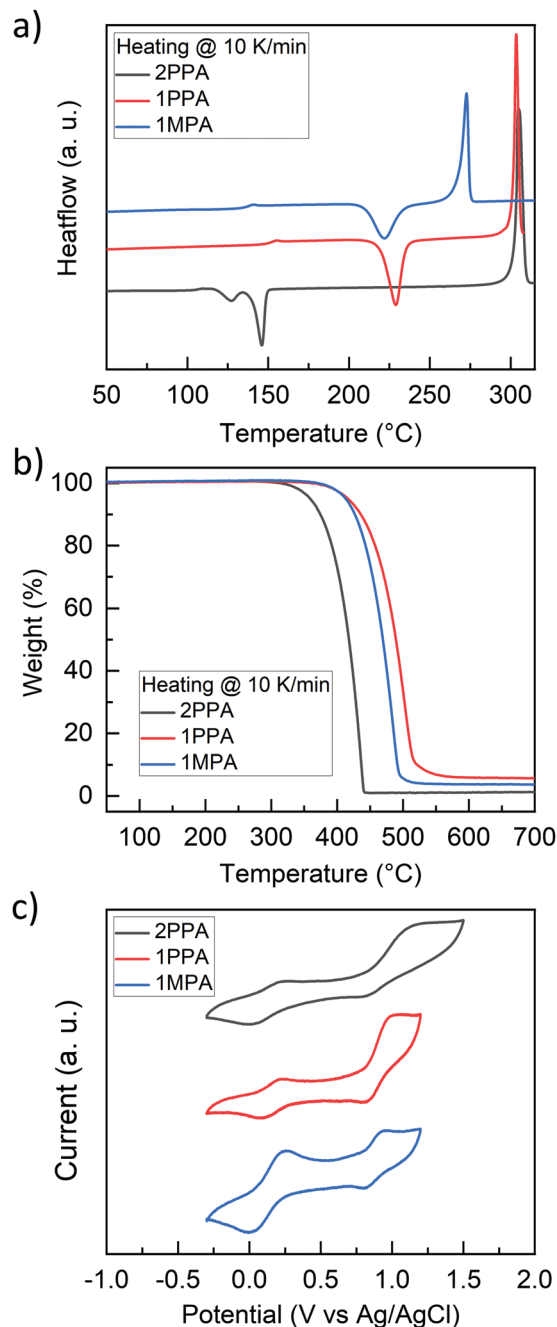 a)
Heating @ 10 K/min
2PPA
1PPA
1MPA
Heatflow (a. u.)
50 100 150 200 250 300
Temperature (°C)
b)
100
80
60
40
20
0
Weight (%)
Heating @ 10 K/min
2PPA
1PPA
1MPA
100 200 300 400 500 600 700
Temperature (°C)
c)
2PPA
1PPA
1MPA
Current (a. u.)
-1.0 -0.5 0.0 0.5 1.0 1.5 2.0
Potential (V vs Ag/AgCl)